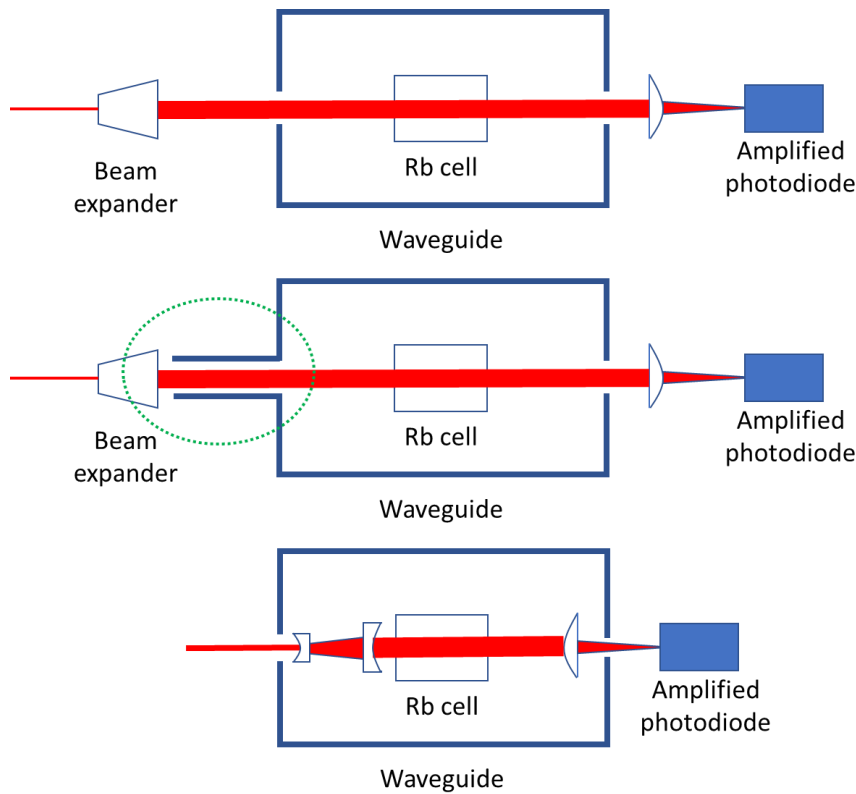 Beam
expander
Rb cell
Amplified
photodiode
Waveguide
Beam
expander
Rb cell
Amplified
photodiode
Waveguide
Rb cell
Amplified
photodiode
Waveguide